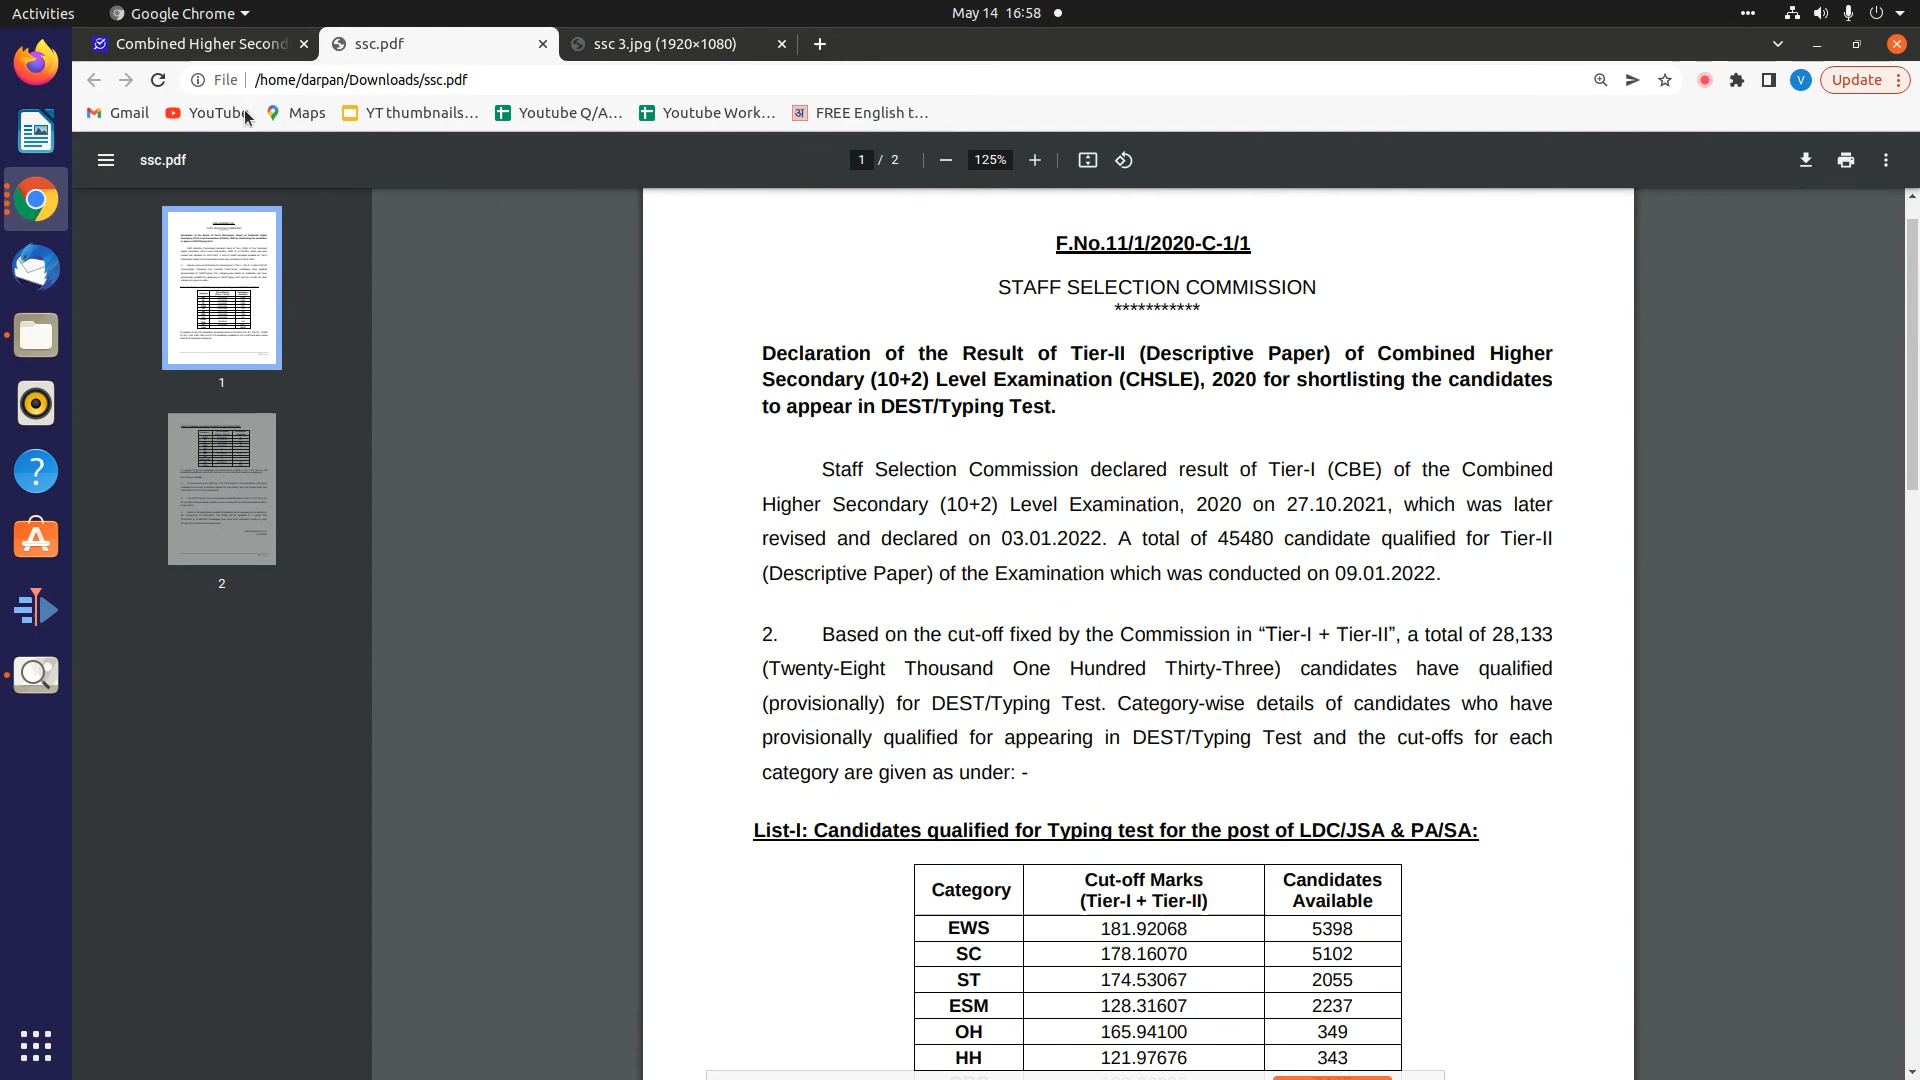 Activities
Google Chrome
May 14 16:58
Combined Higher Second
ssc.pdf
ssc 3.jpg (1920×1080)
File
/home/darpan/Downloads/ssc.pdf
V
Update
Gmail
YouTube
Maps
YT thumbnails...
Youtube Q/A...
Youtube Work...
अ
FREE English t...
ssc.pdf
1 / 2
125%
1
2
F.No.11/1/2020-C-1/1
STAFF SELECTION COMMISSION
***********
Declaration of the Result of Tier-II (Descriptive Paper) of Combined Higher
Secondary (10+2) Level Examination (CHSLE), 2020 for shortlisting the candidates
to appear in DEST/Typing Test.
Staff Selection Commission declared result of Tier-I (CBE) of the Combined
Higher Secondary (10+2) Level Examination, 2020 on 27.10.2021, which was later
revised and declared on 03.01.2022. A total of 45480 candidate qualified for Tier-II
(Descriptive Paper) of the Examination which was conducted on 09.01.2022.
2. Based on the cut-off fixed by the Commission in “Tier-I + Tier-II”, a total of 28,133
(Twenty-Eight Thousand One Hundred Thirty-Three) candidates have qualified
(provisionally) for DEST/Typing Test. Category-wise details of candidates who have
provisionally qualified for appearing in DEST/Typing Test and the cut-offs for each
category are given as under: -
List-I: Candidates qualified for Typing test for the post of LDC/JSA & PA/SA:
Category
Cut-off Marks
(Tier-I + Tier-II)
Candidates
Available
EWS 181.92068 5398
SC 178.16070 5102
ST 174.53067 2055
ESM 128.31607 2237
OH 165.94100 349
HH 121.97676 343